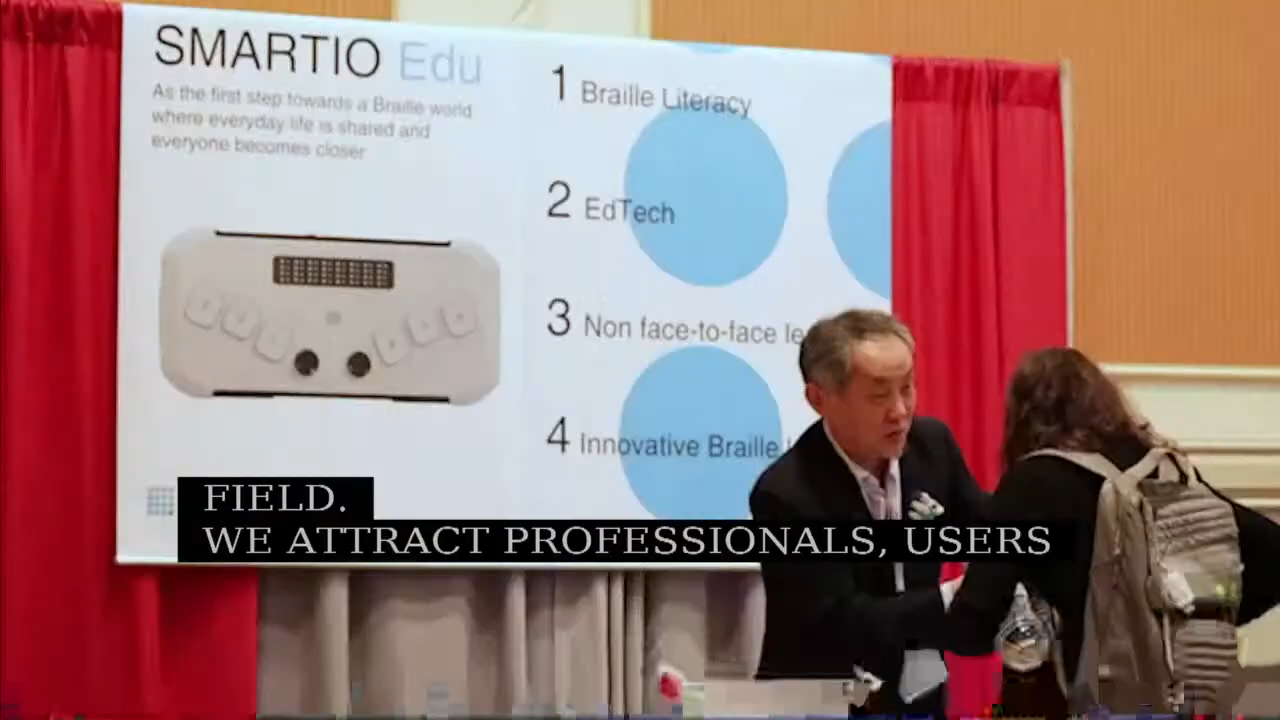 SMARTIO Edu
As the first step towards a Braille world
where everyday life is shared and
everyone becomes closer
1 Braille Literacy
2 EdTech
3 Non face-to-face
4 Innovative Braille
FIELD.
WE ATTRACT PROFESSIONALS, USERS